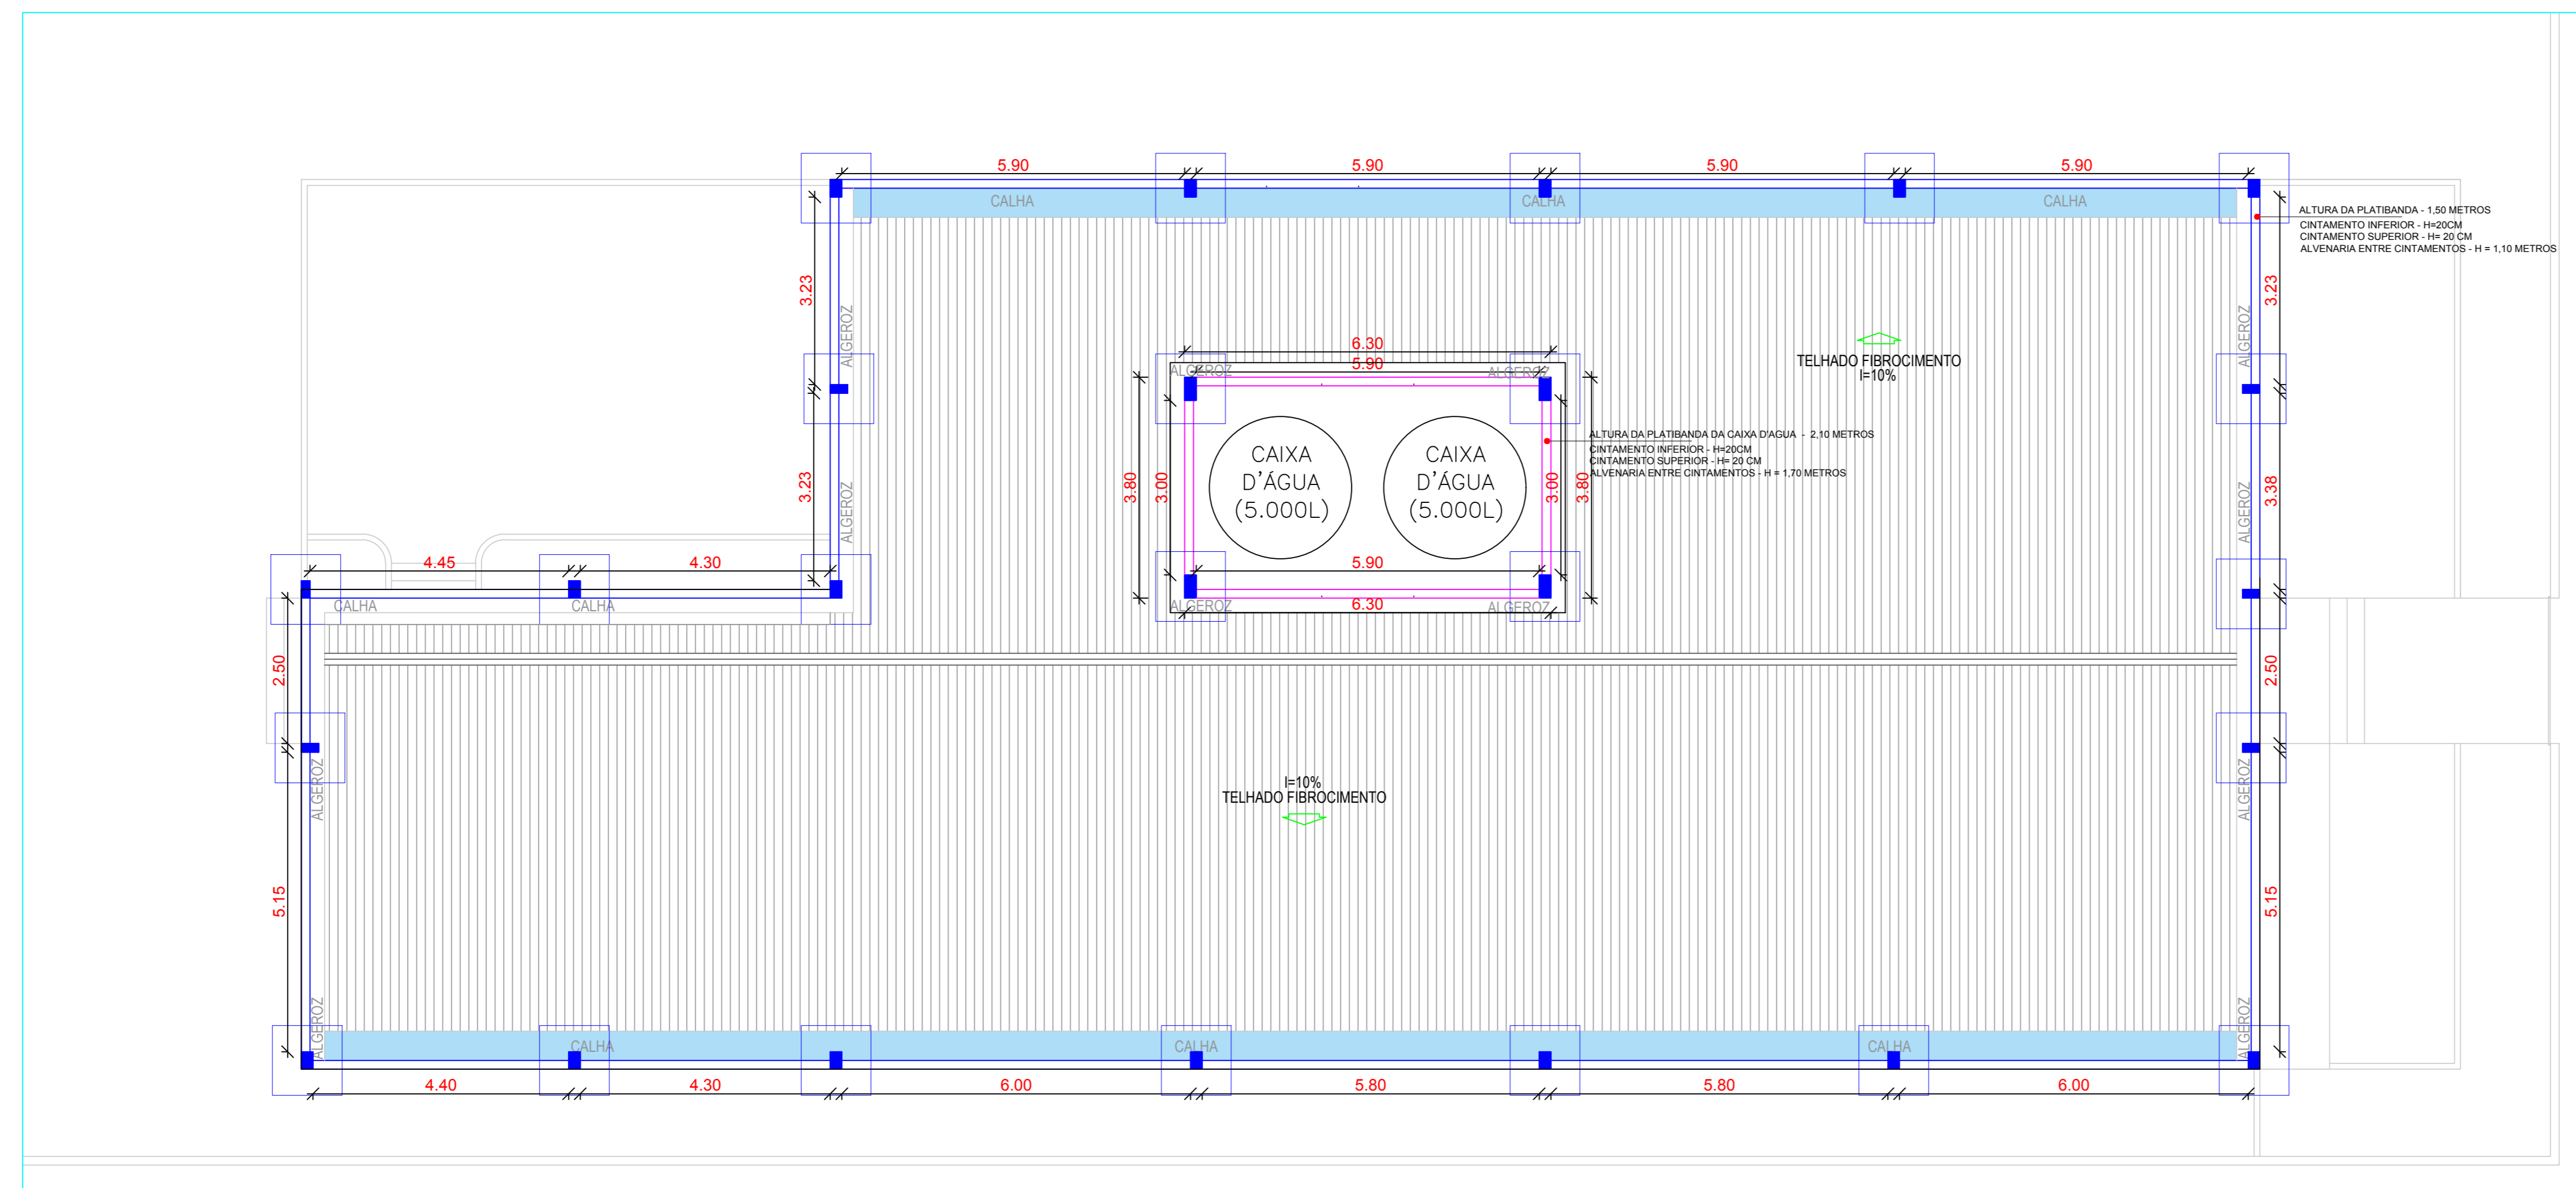 5.90
5.90
5.90
5.90
CALHA
CALHA
CALHA
ALTURA DA PLATIBANDA - 1,50 METROS
CINTAMENTO INFERIOR - H=20CM
CINTAMENTO SUPERIOR - H= 20 CM
ALVENARIA ENTRE CINTAMENTOS - H = 1,10 METROS
3.23
ALGEROZ
ALGEROZ
3.23
6.30
5.90
ALGEROZ
ALGEROZ
TELHADO FIBROCIMENTO
I=10%
ALTURA DA PLATIBANDA DA CAIXA D'AGUA - 2,10 METROS
CINTAMENTO INFERIOR - H=20CM
CINTAMENTO SUPERIOR - H= 20 CM
ALVENARIA ENTRE CINTAMENTOS - H = 1,70 METROS
CAIXA
D'ÁGUA
(5.000L)
CAIXA
D'ÁGUA
(5.000L)
3.23
ALGEROZ
3.80
3.00
3.00
3.80
ALGEROZ
3.38
4.45
4.30
5.90
CALHA
CALHA
ALGEROZ
6.30
ALGEROZ
2.50
2.50
I=10%
TELHADO FIBROCIMENTO
ALGEROZ
ALGEROZ
5.15
5.15
ALGEROZ
ALGEROZ
CALHA
CALHA
CALHA
4.40
4.30
6.00
5.80
5.80
6.00